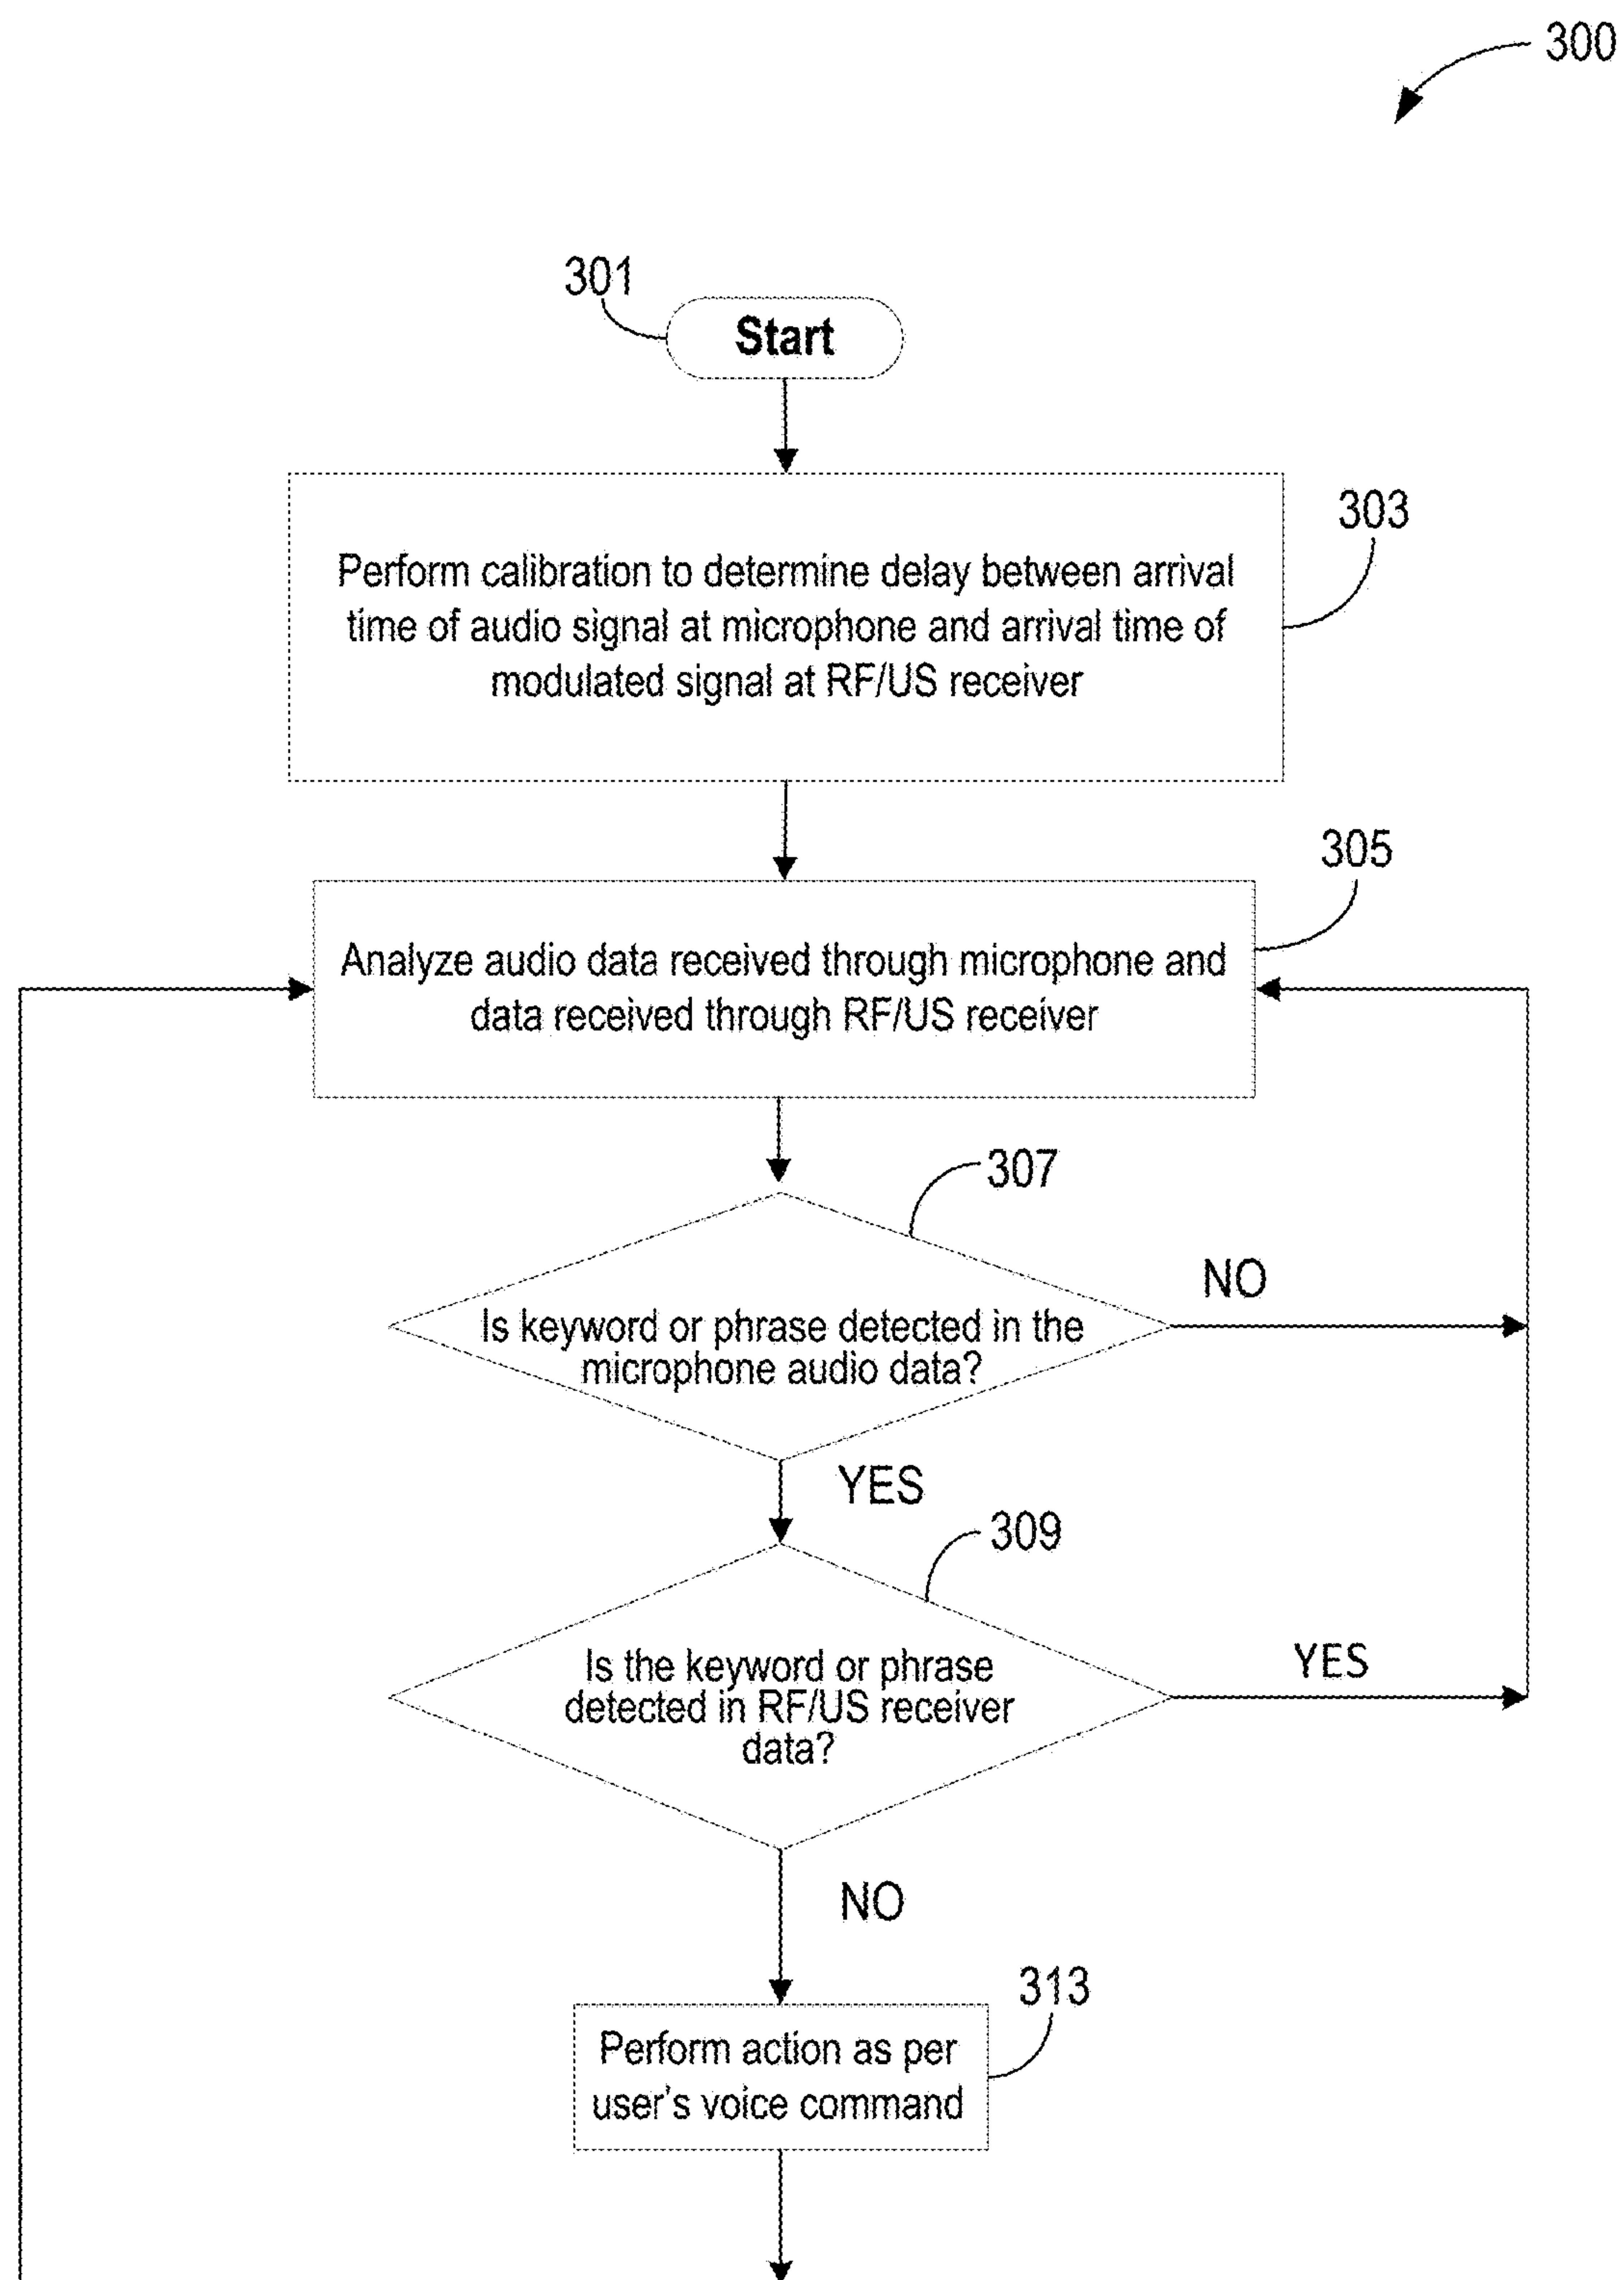 300
301
Start
303
Perform calibration to determine delay between arrival
time of audio signal at microphone and arrival time of
modulated signal at RF/US receiver
305
Analyze audio data received through microphone and
data received through RF/US receiver
307
NO
Is keyword or phrase detected in the
microphone audio data?
YES
309
Is the keyword or phrase
detected in RF/US receiver
data?
YES
NO
313
Perform action as per
user's voice command